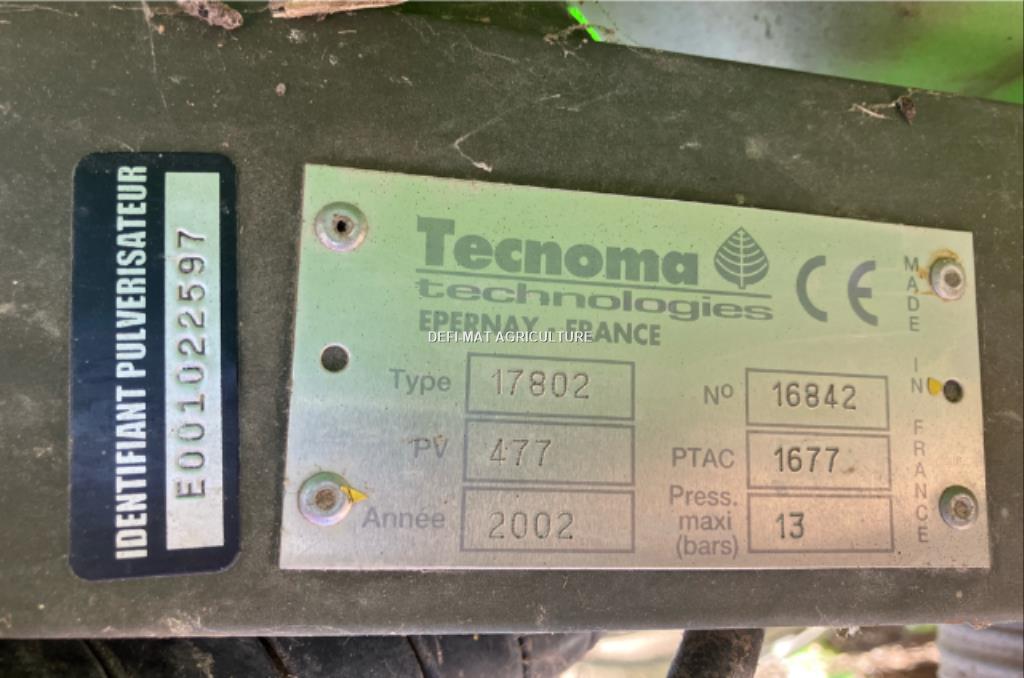 IDENTIFIANT PULVERISATEUR
E001022597
Tecnoma
technologies
EPERNAY - FRANCE
DEFI-MAT AGRICULTURE
CE
MADE IN FRANCE
Type 17802
N° 16842
PV 477
PTAC 1677
Année 2002
Press. maxi (bars) 13